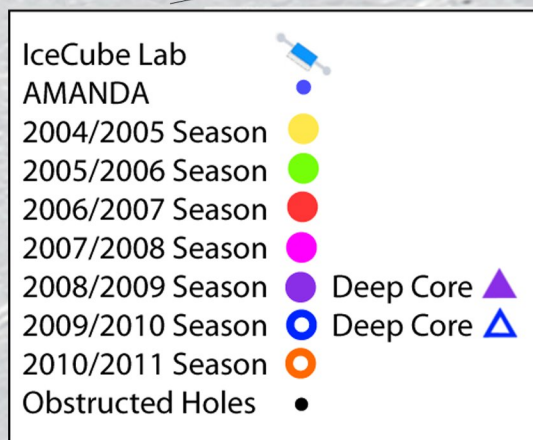 IceCube Lab
AMANDA
2004/2005 Season
2005/2006 Season
2006/2007 Season
2007/2008 Season
2008/2009 Season Deep Core
2009/2010 Season Deep Core
2010/2011 Season
Obstructed Holes